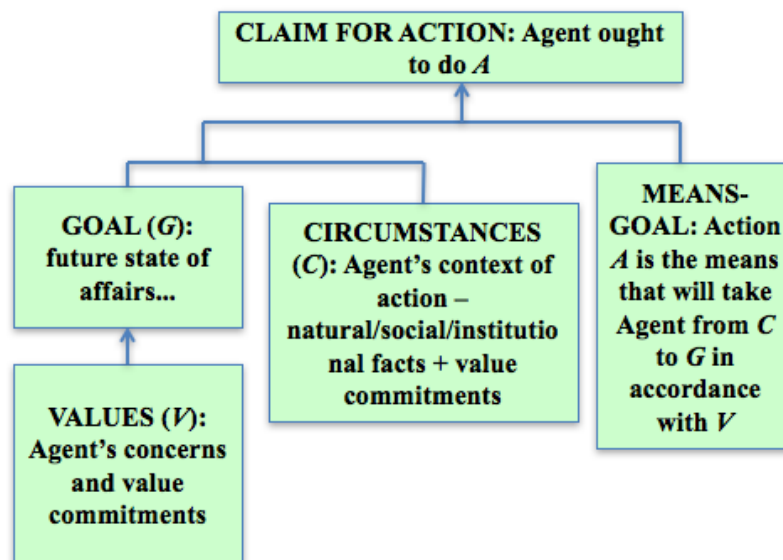 CLAIM FOR ACTION: Agent ought
to do A
GOAL (G):
future state of
affairs...
CIRCUMSTANCES
(C): Agent's context of
action –
natural/social/institutio
nal facts + value
commitments
MEANS-
GOAL: Action
A is the means
that will take
Agent from C
to G in
accordance
with V
VALUES (V):
Agent's concerns
and value
commitments